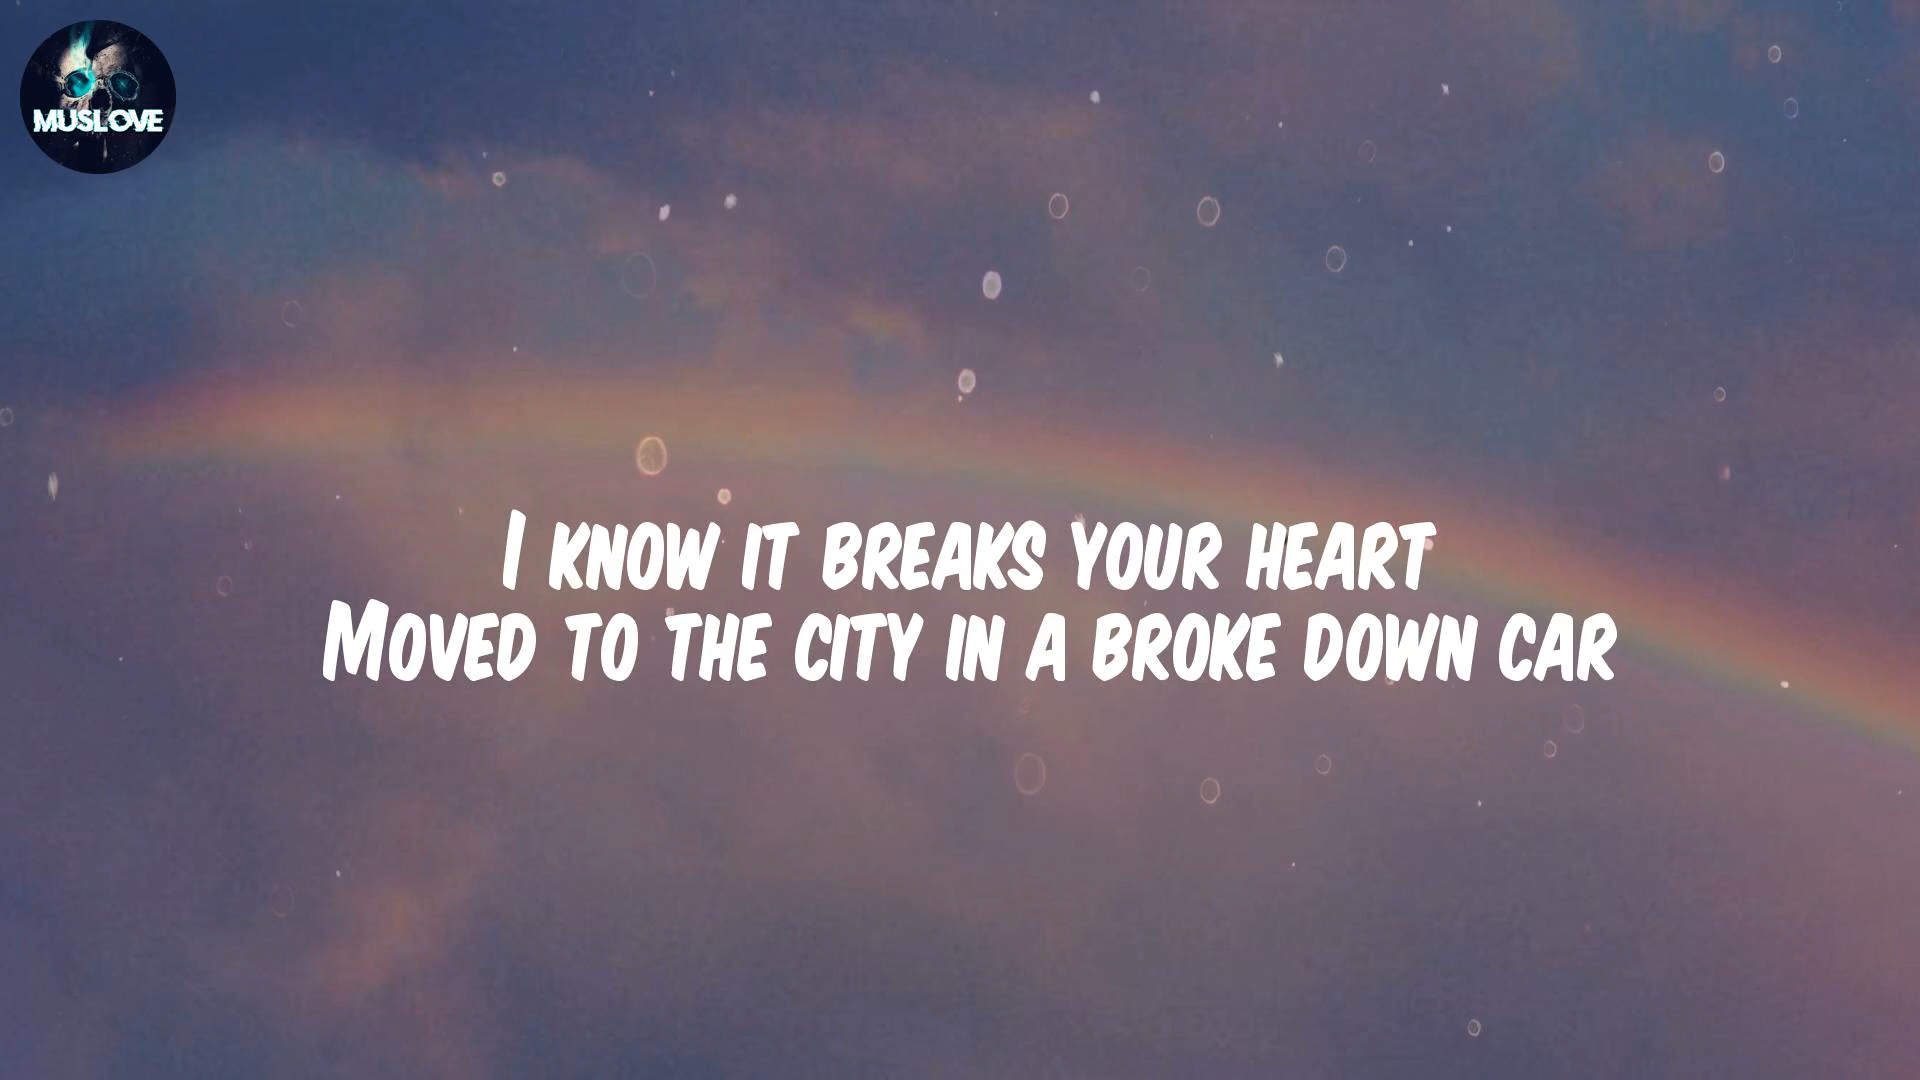 MUSLOVE
I KNOW IT BREAKS YOUR HEART
MOVED TO THE CITY IN A BROKE DOWN CAR